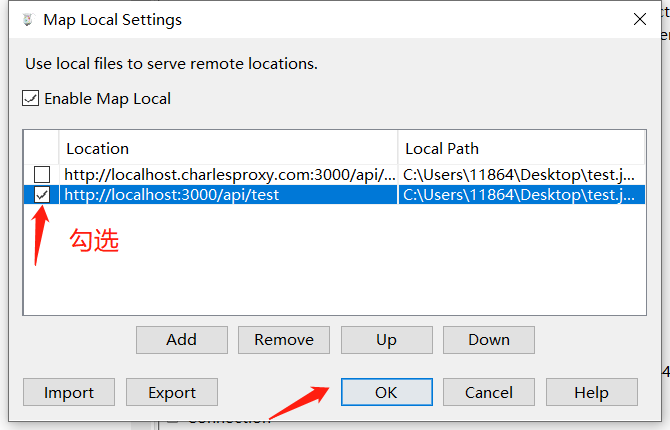 Map Local Settings
Use local files to serve remote locations.
Enable Map Local
Location Local Path
http://localhost.charlesproxy.com:3000/api/... C:\Users\11864\Desktop\test.j...
http://localhost:3000/api/test C:\Users\11864\Desktop\test.j...
勾选
Add Remove Up Down
Import Export OK Cancel Help